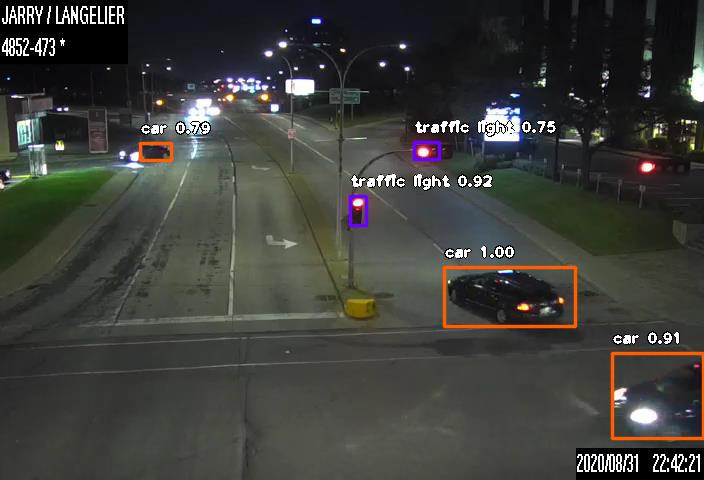 JARRY / LANGELIER
4852-473 *
car 0.79
traffic light 0.75
traffic light 0.92
car 1.00
car 0.91
2020/08/31 22:42:21